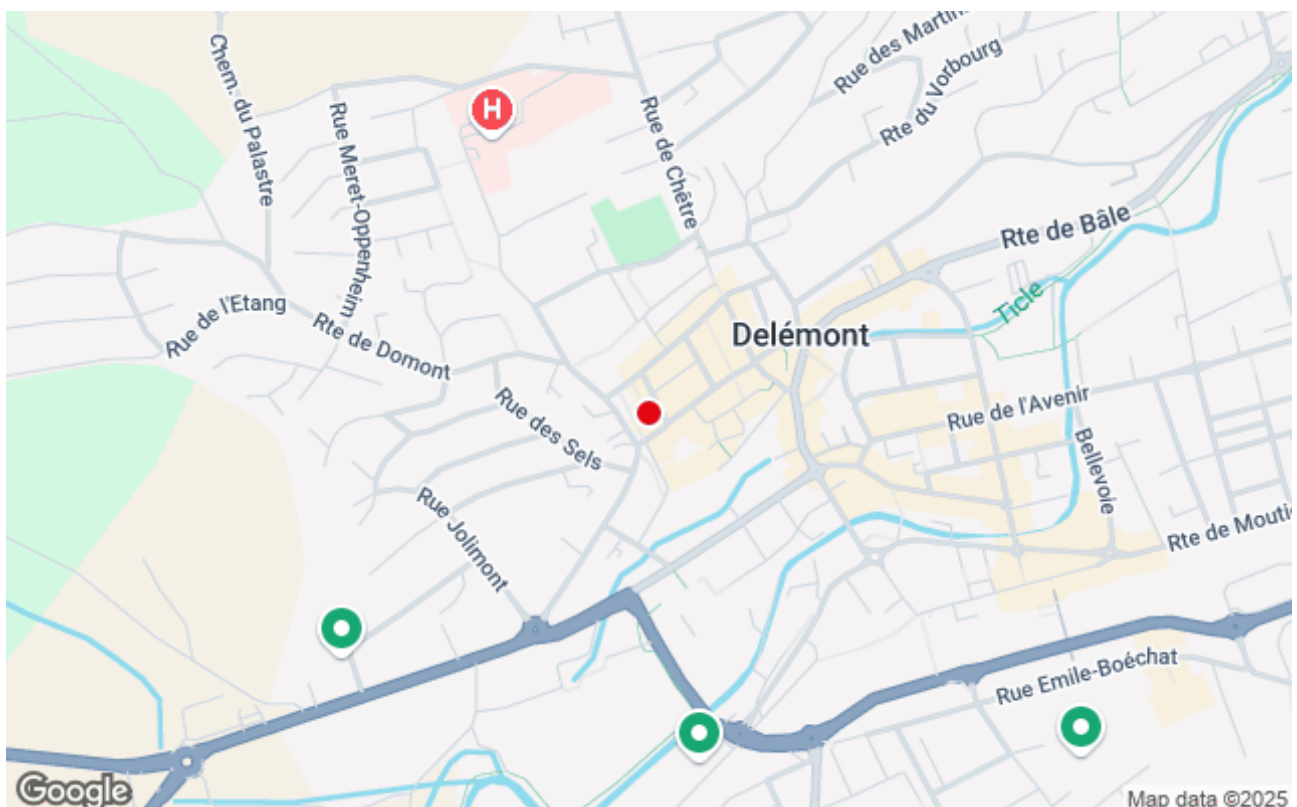 Chem. du Palastre
Rue Meret-Oppenheim
H
Rue de Chêtre
Rte du Vorbourg
Rte de Bâle
Rue de l'Etang
Rte de Domont
Delémont
Ticle
Rue des Sels
Rue de l'Avenir
Bellevoie
Rue Jolimont
Rue Emile-Boéchat
Google
Map data ©2025
Rue des
Rte de